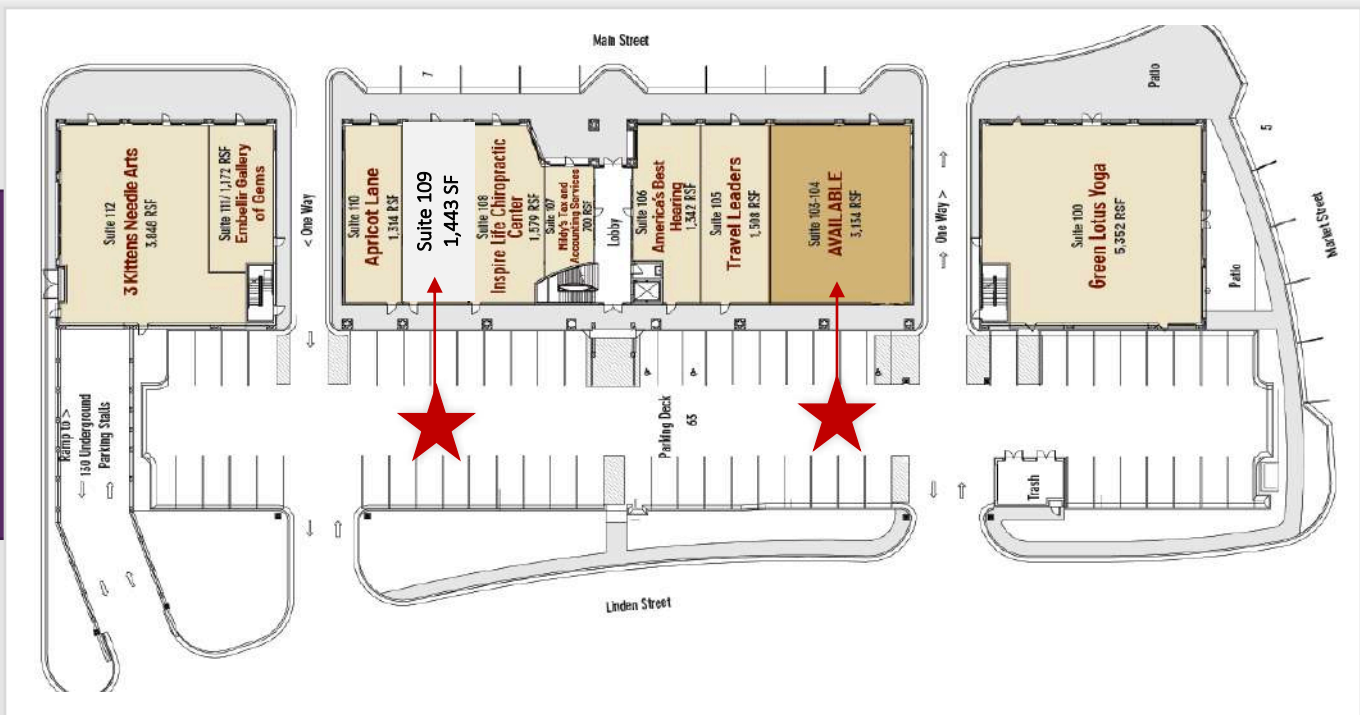 Main Street
7
Patio
5
Market Street
Suite 112
3 Kittens Needle Arts
3,848 RSF
Suite 111/ 1,172 RSF
Embellir Gallery
of Gems
< One Way
Suite 110
Apricot Lane
1,314 RSF
Suite 109
1,443 SF
Suite 108
Inspire Life Chiropractic
Center
1,579 RSF
Suite 107
Tax and
Accounting Services
700 RSF
Lobby
Suite 106
America's Best
Hearing
1,342 RSF
Suite 105
Travel Leaders
1,508 RSF
Suite 103-104
AVAILABLE
3,134 RSF
One Way >
Suite 100
Green Lotus Yoga
5,352 RSF
Patio
Ramp to >
130 Underground
Parking Stalls
Parking Deck
63
Trash
Linden Street